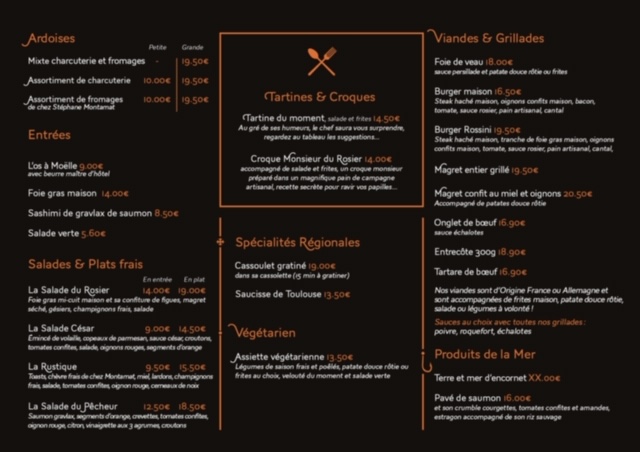 Ardoises
Petite Grande
Mixte charcuterie et fromages - 19.50€
Assortiment de charcuterie 10.00€ 19.50€
Assortiment de fromages 10.00€ 19.50€
de chez Stéphane Montamat
Entrées
L'os à Moëlle 9.00€
avec beurre maître d'hôtel
Foie gras maison 14.00€
Sashimi de gravlax de saumon 8.50€
Salade verte 5.60€
Salades & Plats frais
En entrée En plat
La Salade du Rosier 14.00€ 19.00€
Foie gras mi-cuit maison et sa confiture de figues, magret
séché, gésiers, champignons frais, salade
La Salade César 9.00€ 14.50€
Émincé de volaille, copeaux de parmesan, sauce césar, croutons,
tomates confites, salade, oignons rouges, segments d'orange
La Rustique 9.50€ 15.50€
Toasts, chèvre frais de chez Montamat, miel, lardons, champignons
frais, salade, tomates confites, oignon rouge, cerneaux de noix
La Salade du Pêcheur 12.50€ 18.50€
Saumon gravlax, segments d'orange, crevettes, tomates confites,
oignon rouge, citron, vinaigrette aux 3 agrumes, croutons
Tartines & Croques
Tartine du moment, salade et frites 14.50€
Au gré de ses humeurs, le chef saura vous surprendre,
regardez au tableau les suggestions...
Croque Monsieur du Rosier 14.00€
accompagné de salade et frites, un croque monsieur
préparé dans un magnifique pain de campagne
artisanal, recette secrète pour ravir vos papilles...
Spécialités Régionales
Cassoulet gratiné 19.00€
dans sa cassolette (15 min à gratiner)
Saucisse de Toulouse 13.50€
Végétarien
Assiette végétarienne 13.50€
Légumes de saison frais et poêlés, patate douce rôtie ou
frites au choix, velouté du moment et salade verte
Viandes & Grillades
Foie de veau 18.00€
sauce persillade et patate douce rôtie ou frites
Burger maison 16.50€
Steak haché maison, oignons confits maison, bacon,
tomate, sauce rosier, pain artisanal, cantal
Burger Rossini 19.50€
Steak haché maison, tranche de foie gras maison, oignons
confits maison, tomate, sauce rosier, pain artisanal, cantal,
Magret entier grillé 19.50€
Magret confit au miel et oignons 20.50€
Accompagné de patates douce rôtie
Onglet de bœuf 16.90€
sauce échalotes
Entrecôte 300g 18.90€
Tartare de bœuf 16.90€
Nos viandes sont d'Origine France ou Allemagne et
sont accompagnées de frites maison, patate douce rôtie,
salade ou légumes à volonté !
Sauces au choix avec toutes nos grillades :
poivre, roquefort, échalotes
Produits de la Mer
Terre et mer d'encornet XX.00€
Pavé de saumon 16.00€
et son crumble courgettes, tomates confites et amandes,
estragon accompagné de son riz sauvage